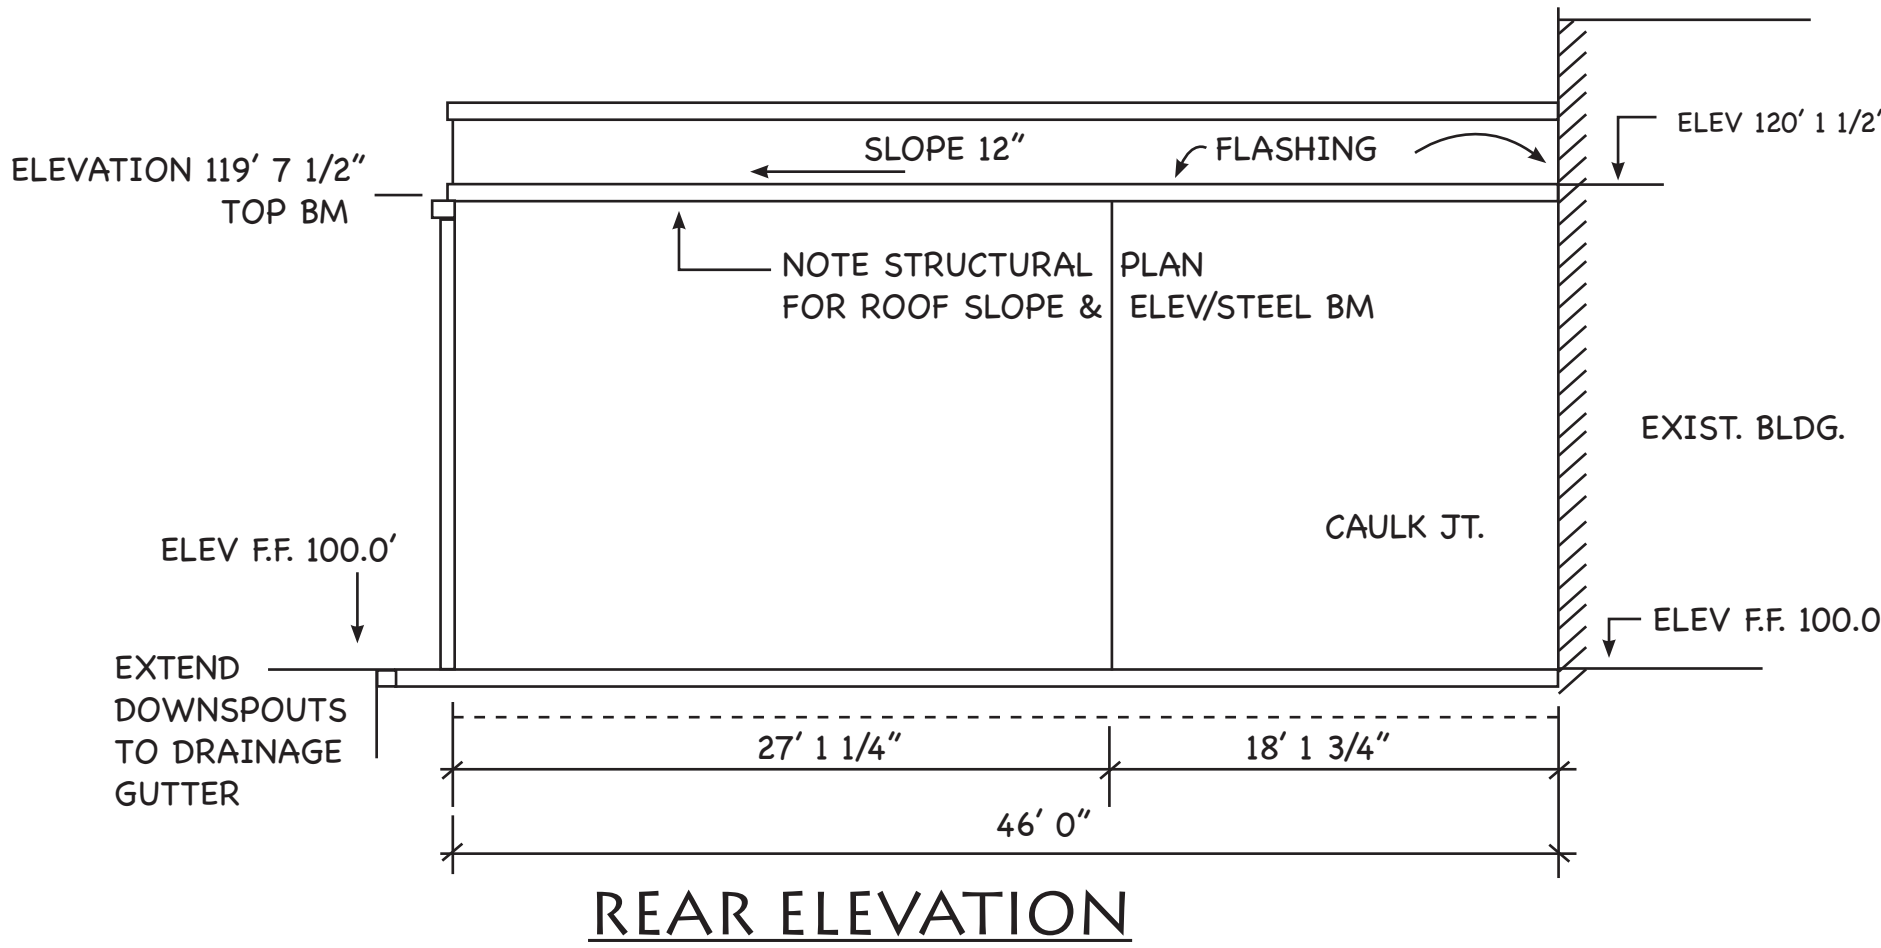 ELEV 120′ 1 1/2″
SLOPE 12″
FLASHING
ELEVATION 119′ 7 1/2″
TOP BM
NOTE STRUCTURAL PLAN
FOR ROOF SLOPE & ELEV/STEEL BM
EXIST. BLDG.
CAULK JT.
ELEV F.F. 100.0′
ELEV F.F. 100.0
EXTEND
DOWNSPOUTS
TO DRAINAGE
GUTTER
27′ 1 1/4″
18′ 1 3/4″
46′ 0″
REAR ELEVATION